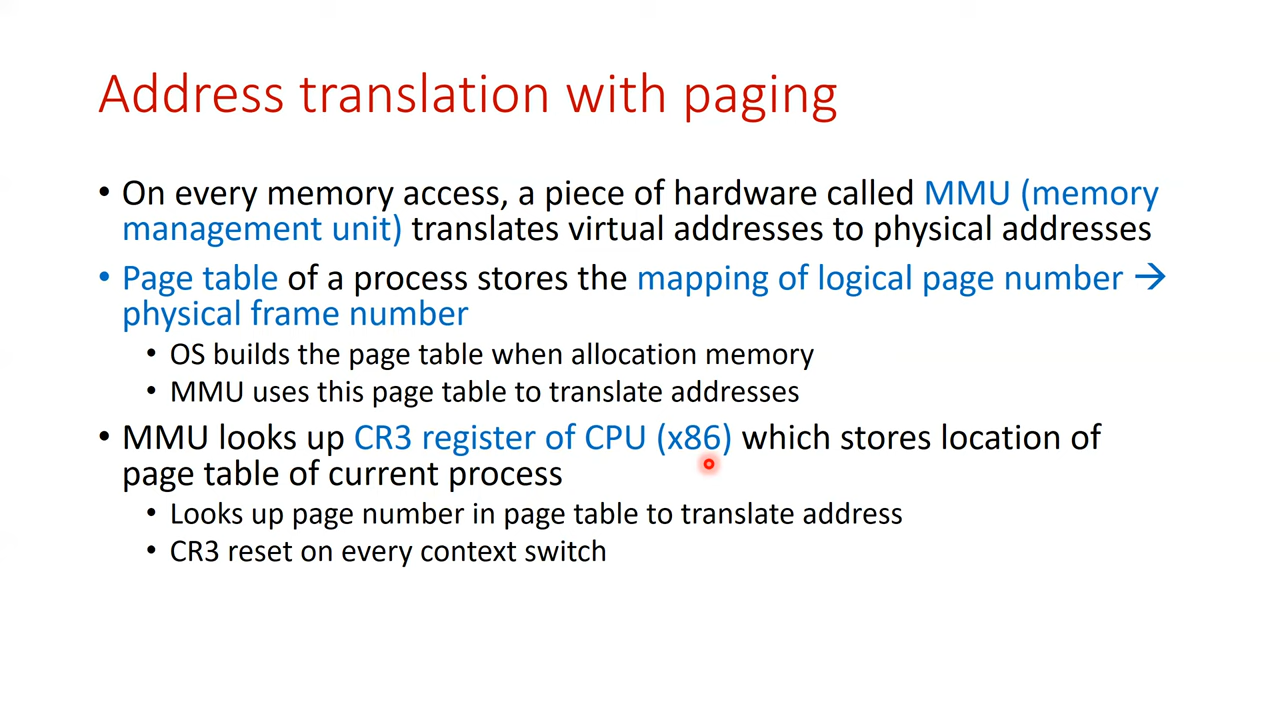 Address translation with paging
• On every memory access, a piece of hardware called MMU (memory
management unit) translates virtual addresses to physical addresses
• Page table of a process stores the mapping of logical page number →
physical frame number
• OS builds the page table when allocation memory
• MMU uses this page table to translate addresses
• MMU looks up CR3 register of CPU (x86) which stores location of
page table of current process
• Looks up page number in page table to translate address
• CR3 reset on every context switch